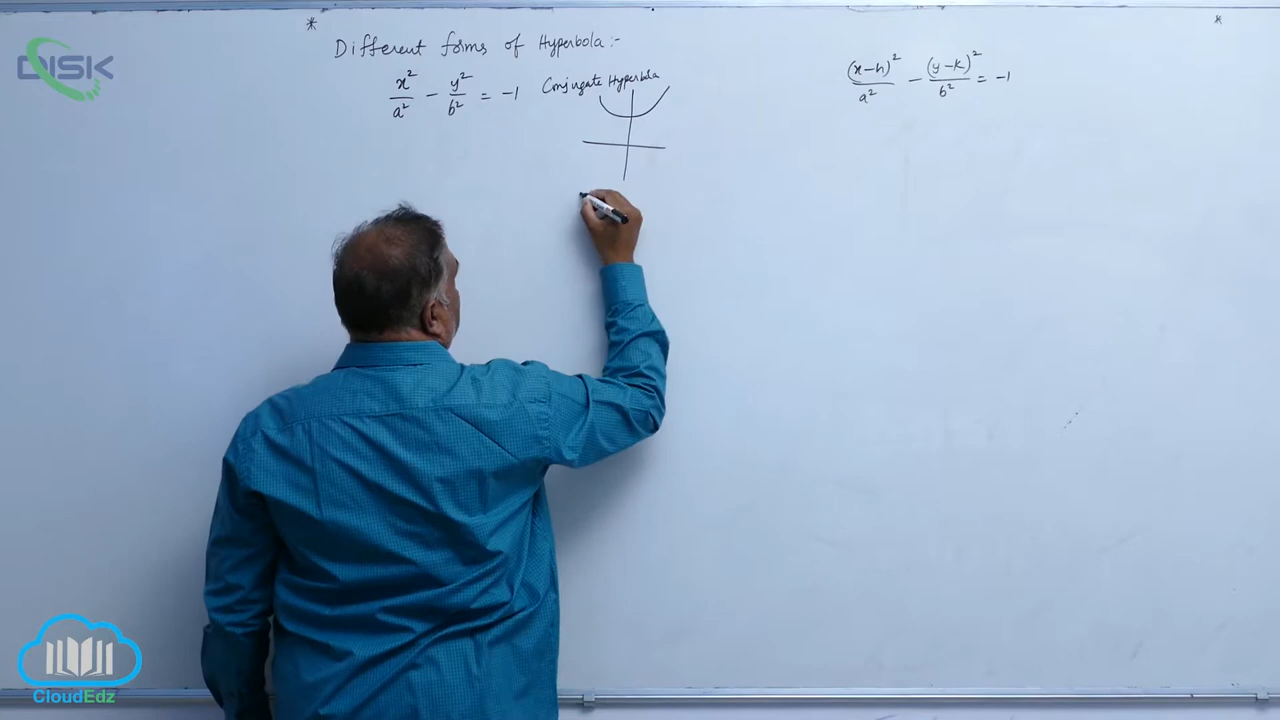 DISK
* *
Different forms of Hyperbola:-
x²/a² − y²/b² = −1 Conjugate Hyperbola
(x−h)²/a² − (y−k)²/b² = −1
CloudEdz